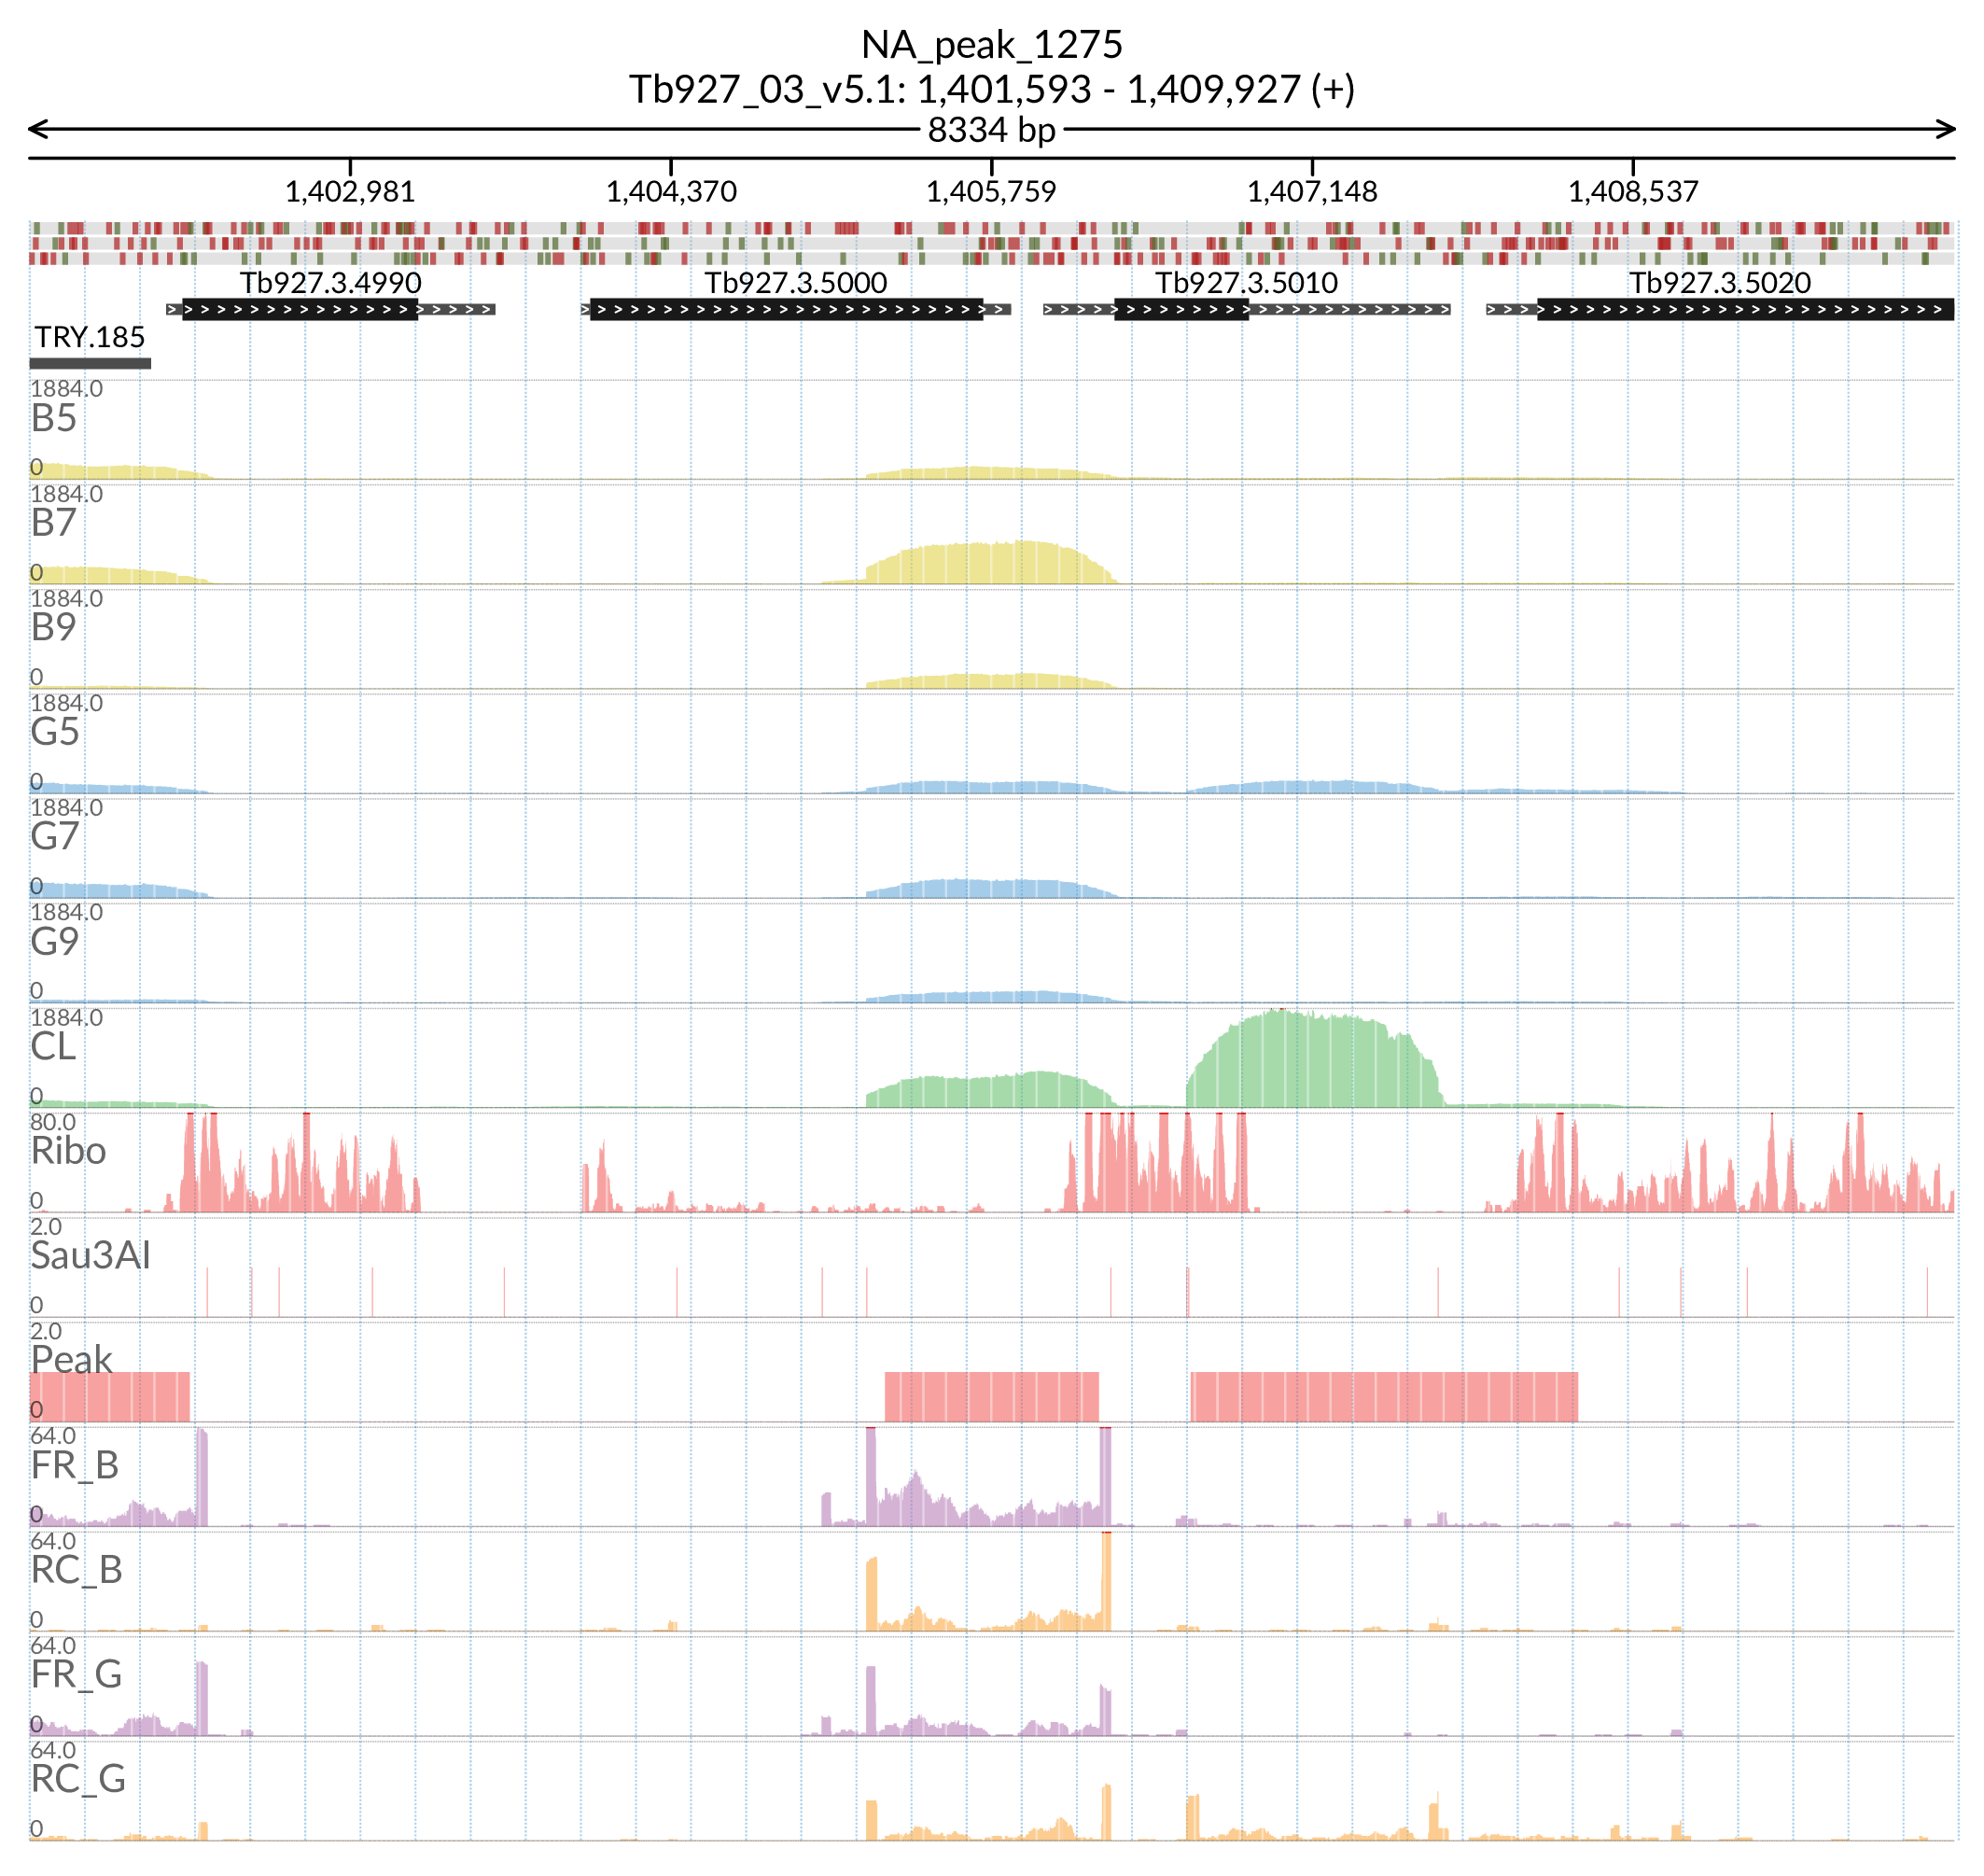 NA_peak_1275
Tb927_03_v5.1: 1,401,593 - 1,409,927 (+)
8334 bp
1,402,981 1,404,370 1,405,759 1,407,148 1,408,537
Tb927.3.4990 Tb927.3.5000 Tb927.3.5010 Tb927.3.5020
TRY.185
1884.0
B5
0
1884.0
B7
0
1884.0
B9
0
1884.0
G5
0
1884.0
G7
0
1884.0
G9
0
1884.0
CL
0
80.0
Ribo
0
2.0
Sau3AI
0
2.0
Peak
0
64.0
FR_B
0
64.0
RC_B
0
64.0
FR_G
0
64.0
RC_G
0